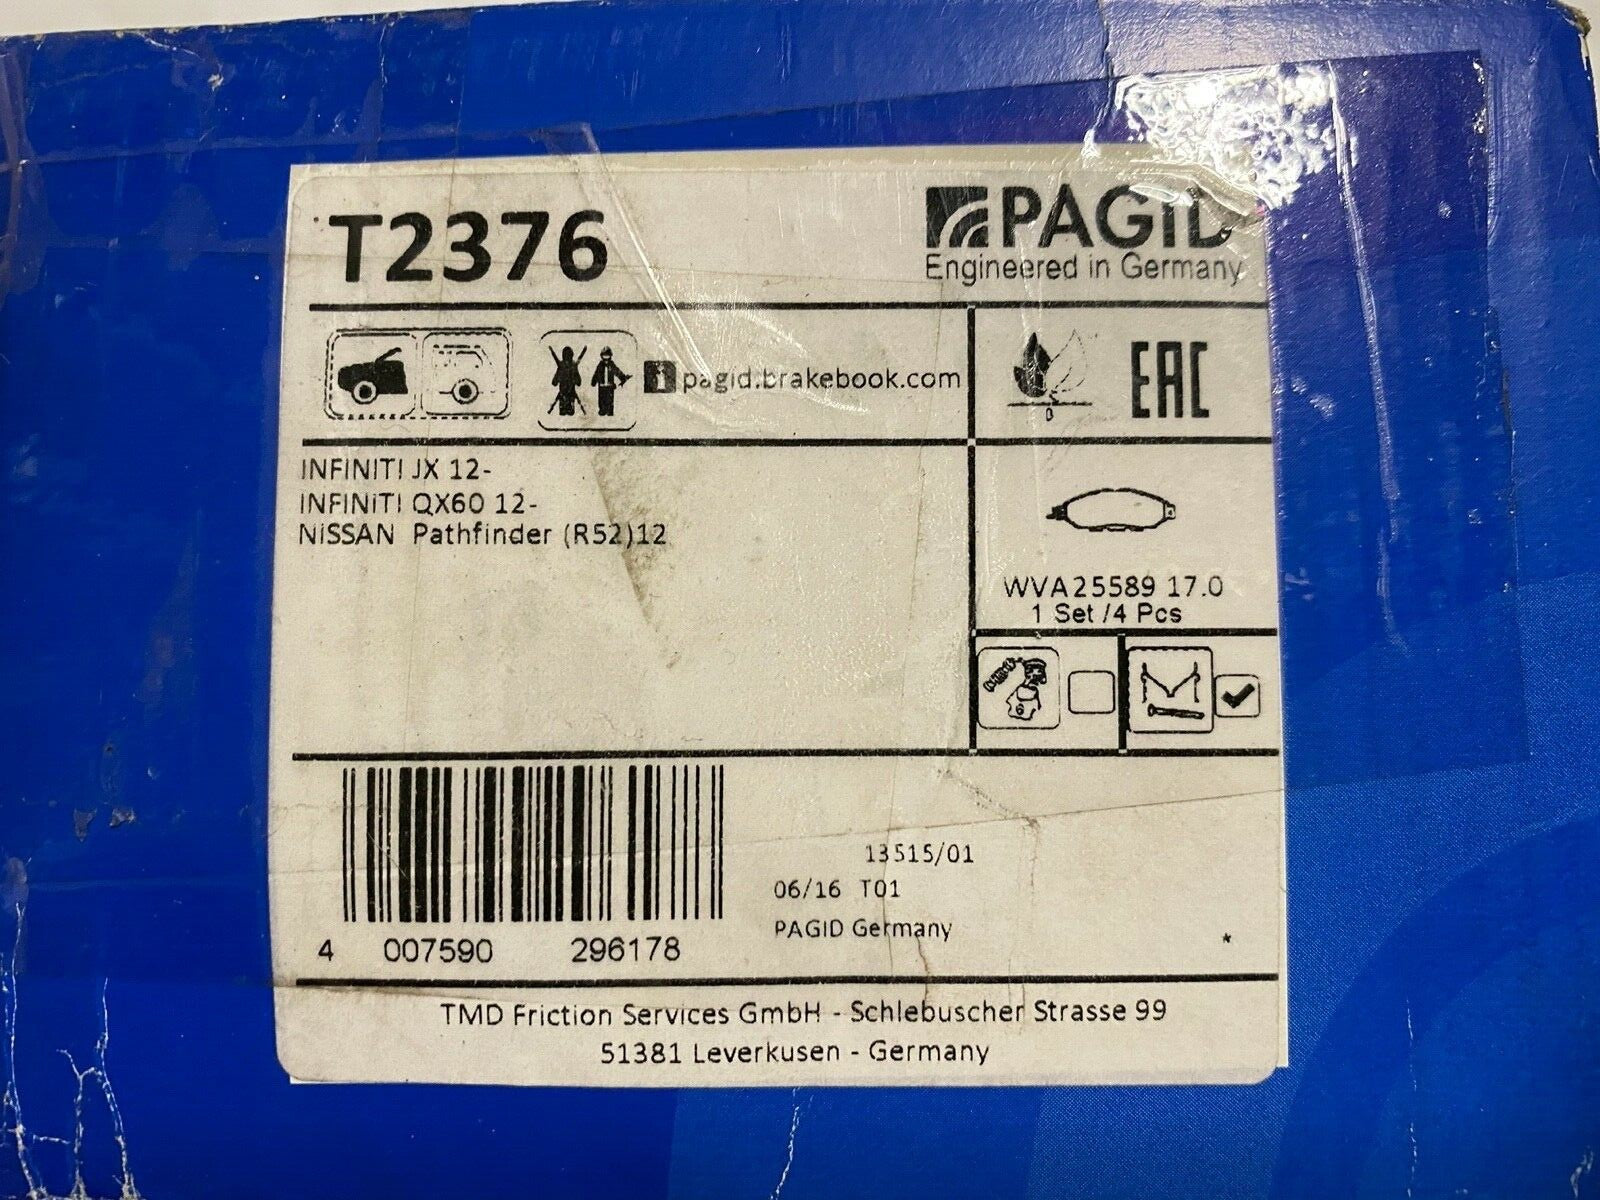 T2376
PAGID
Engineered in Germany
i pagid.brakebook.com
EAC
INFINITI JX 12-
INFINITI QX60 12-
NISSAN Pathfinder (R52)12
WVA25589 17.0
1 Set /4 Pcs
4 007590 296178
13515/01
06/16 T01
PAGID Germany
*
TMD Friction Services GmbH - Schlebuscher Strasse 99
51381 Leverkusen - Germany